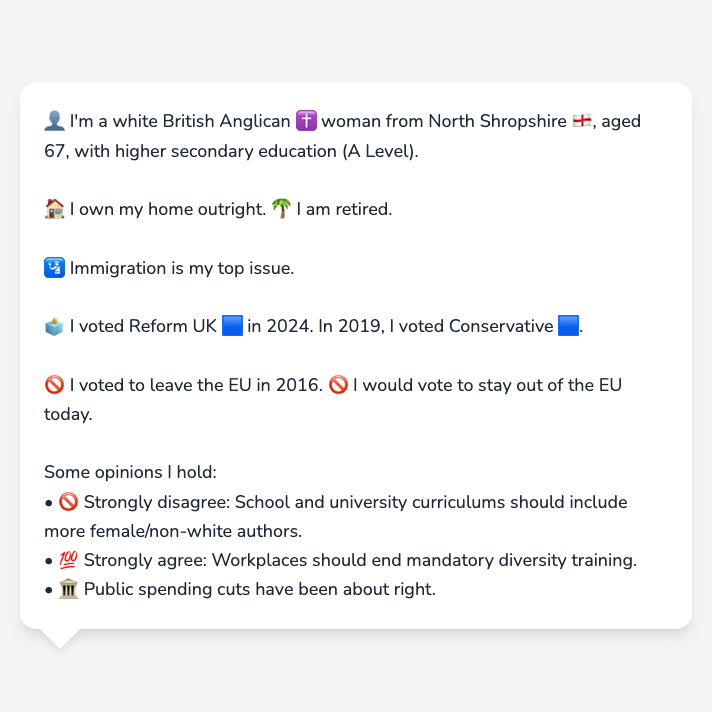 👤 I'm a white British Anglican ✝️ woman from North Shropshire 🏴󠁧󠁢󠁥󠁮󠁧󠁿, aged
67, with higher secondary education (A Level).
🏠 I own my home outright. 🌴 I am retired.
🛂 Immigration is my top issue.
🗳️ I voted Reform UK 🟦 in 2024. In 2019, I voted Conservative 🟦.
🚫 I voted to leave the EU in 2016. 🚫 I would vote to stay out of the EU
today.
Some opinions I hold:
• 🚫 Strongly disagree: School and university curriculums should include
more female/non-white authors.
• 💯 Strongly agree: Workplaces should end mandatory diversity training.
• 🏛️ Public spending cuts have been about right.